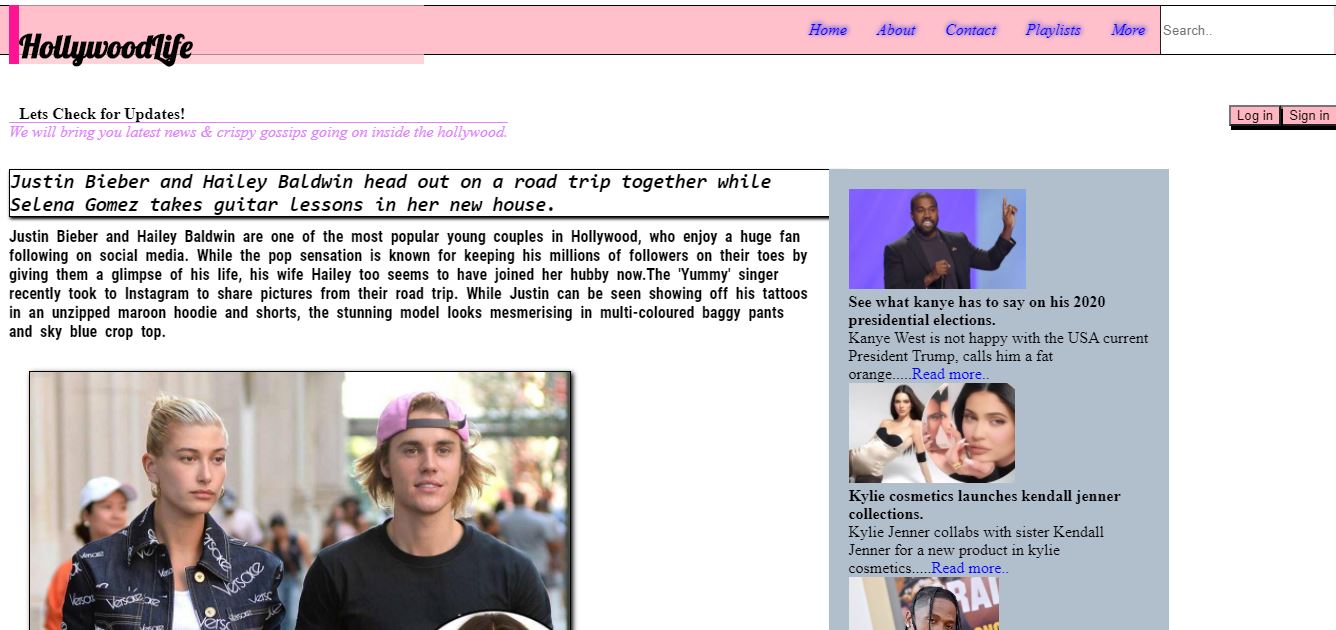 HollywoodLife
Home About Contact Playlists More Search..
Lets Check for Updates!
We will bring you latest news & crispy gossips going on inside the hollywood.
Log in Sign in
Justin Bieber and Hailey Baldwin head out on a road trip together while
Selena Gomez takes guitar lessons in her new house.
Justin Bieber and Hailey Baldwin are one of the most popular young couples in Hollywood, who enjoy a huge fan
following on social media. While the pop sensation is known for keeping his millions of followers on their toes by
giving them a glimpse of his life, his wife Hailey too seems to have joined her hubby now.The 'Yummy' singer
recently took to Instagram to share pictures from their road trip. While Justin can be seen showing off his tattoos
in an unzipped maroon hoodie and shorts, the stunning model looks mesmerising in multi-coloured baggy pants
and sky blue crop top.
Versace
Versace
Versace
Versace
See what kanye has to say on his 2020
presidential elections.
Kanye West is not happy with the USA current
President Trump, calls him a fat
orange.....Read more..
Kylie cosmetics launches kendall jenner
collections.
Kylie Jenner collabs with sister Kendall
Jenner for a new product in kylie
cosmetics.....Read more..